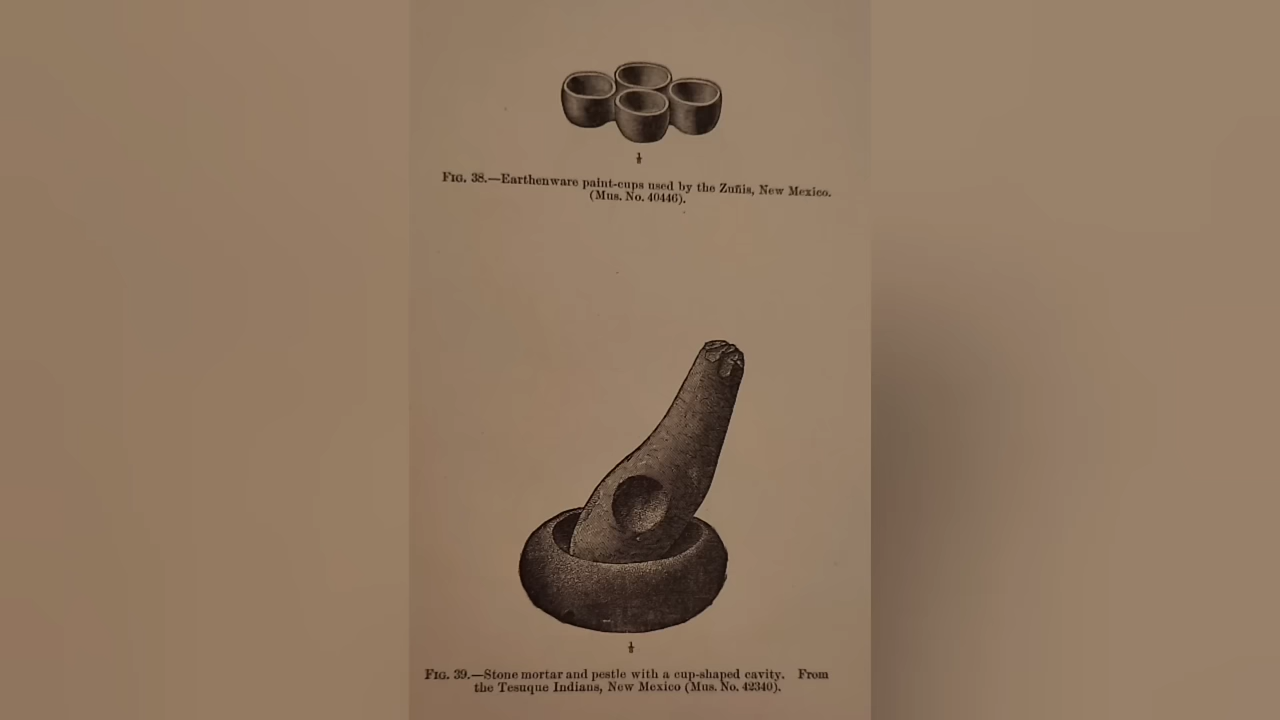 FIG. 38.—Earthenware paint-cups used by the Zuñis, New Mexico.
(Mus. No. 40446).
FIG. 39.—Stone mortar and pestle with a cup-shaped cavity. From
the Tesuque Indians, New Mexico (Mus. No. 42340).